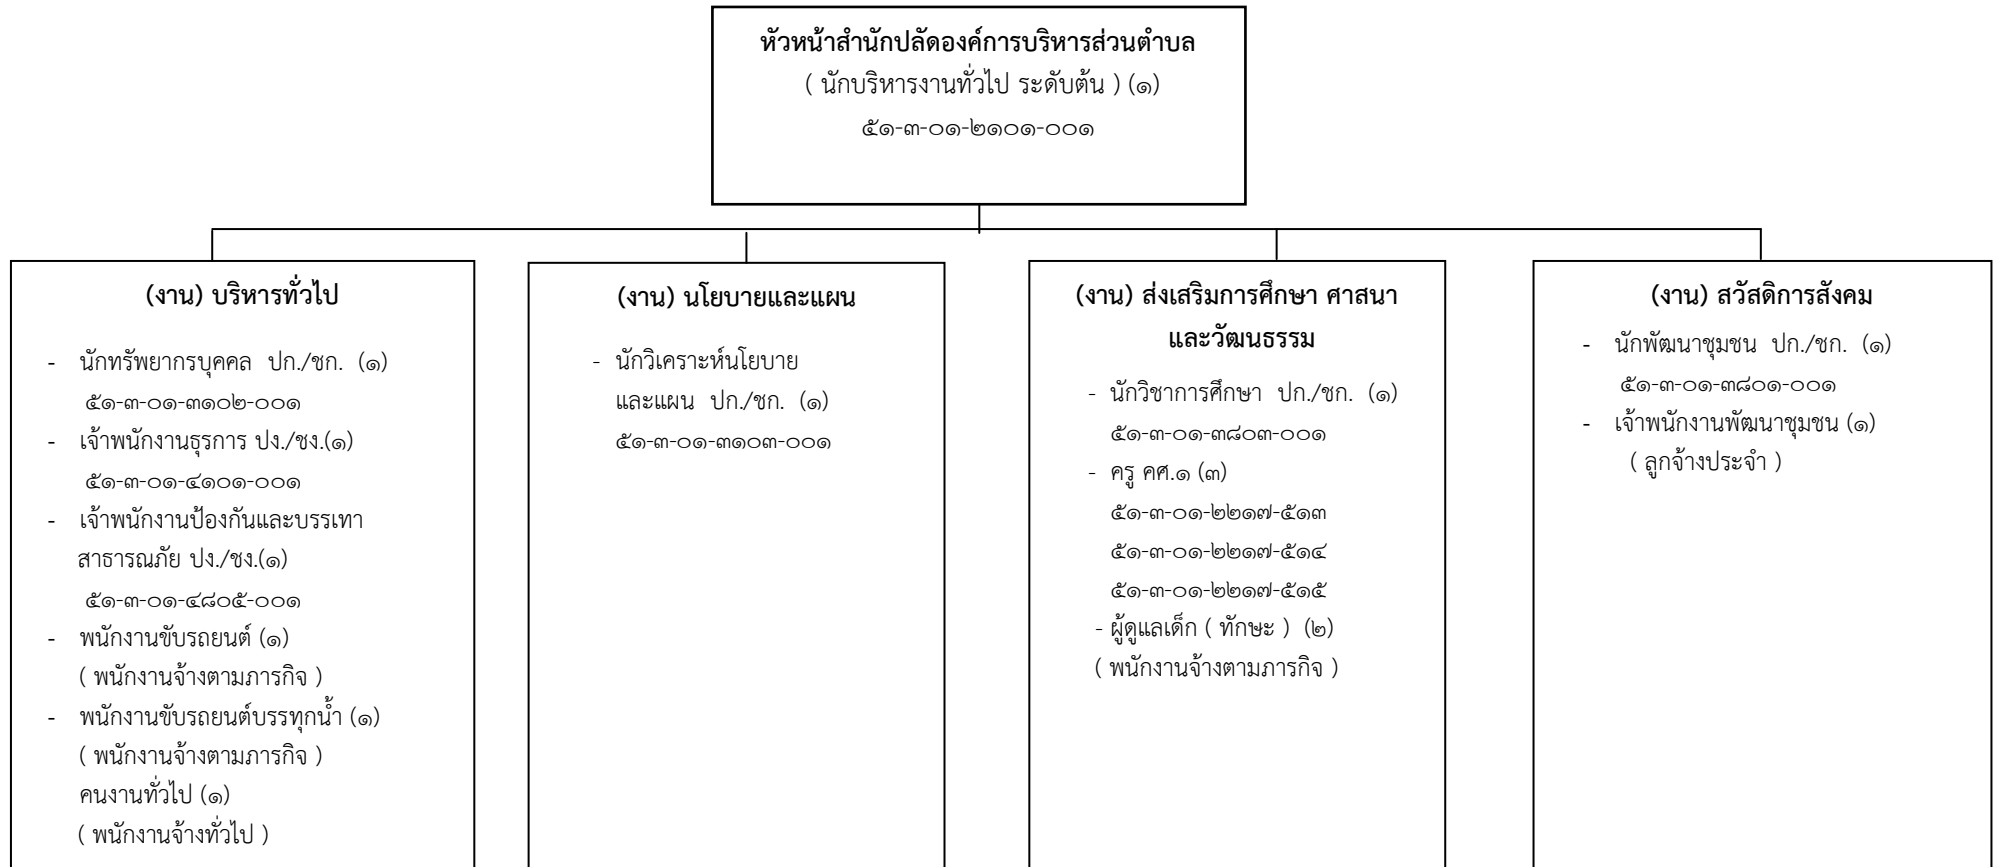 หัวหน้าสำนักปลัดองค์การบริหารส่วนตำบล
( นักบริหารงานทั่วไป ระดับต้น ) (๑)
๕๑-๓-๐๑-๒๑๐๑-๐๐๑
(งาน) บริหารทั่วไป
- นักทรัพยากรบุคคล ปก./ชก. (๑)
๕๑-๓-๐๑-๓๑๐๒-๐๐๑
- เจ้าพนักงานธุรการ ปง./ชง.(๑)
๕๑-๓-๐๑-๔๑๐๑-๐๐๑
- เจ้าพนักงานป้องกันและบรรเทา
สาธารณภัย ปง./ชง.(๑)
๕๑-๓-๐๑-๔๘๐๕-๐๐๑
- พนักงานขับรถยนต์ (๑)
( พนักงานจ้างตามภารกิจ )
- พนักงานขับรถยนต์บรรทุกน้ำ (๑)
( พนักงานจ้างตามภารกิจ )
คนงานทั่วไป (๑)
( พนักงานจ้างทั่วไป )
(งาน) นโยบายและแผน
- นักวิเคราะห์นโยบาย
และแผน ปก./ชก. (๑)
๕๑-๓-๐๑-๓๑๐๓-๐๐๑
(งาน) ส่งเสริมการศึกษา ศาสนา
และวัฒนธรรม
- นักวิชาการศึกษา ปก./ชก. (๑)
๕๑-๓-๐๑-๓๘๐๓-๐๐๑
- ครู คศ.๑ (๓)
๕๑-๓-๐๑-๒๒๑๗-๕๑๓
๕๑-๓-๐๑-๒๒๑๗-๕๑๔
๕๑-๓-๐๑-๒๒๑๗-๕๑๕
- ผู้ดูแลเด็ก ( ทักษะ ) (๒)
( พนักงานจ้างตามภารกิจ )
(งาน) สวัสดิการสังคม
- นักพัฒนาชุมชน ปก./ชก. (๑)
๕๑-๓-๐๑-๓๘๐๑-๐๐๑
- เจ้าพนักงานพัฒนาชุมชน (๑)
( ลูกจ้างประจำ )